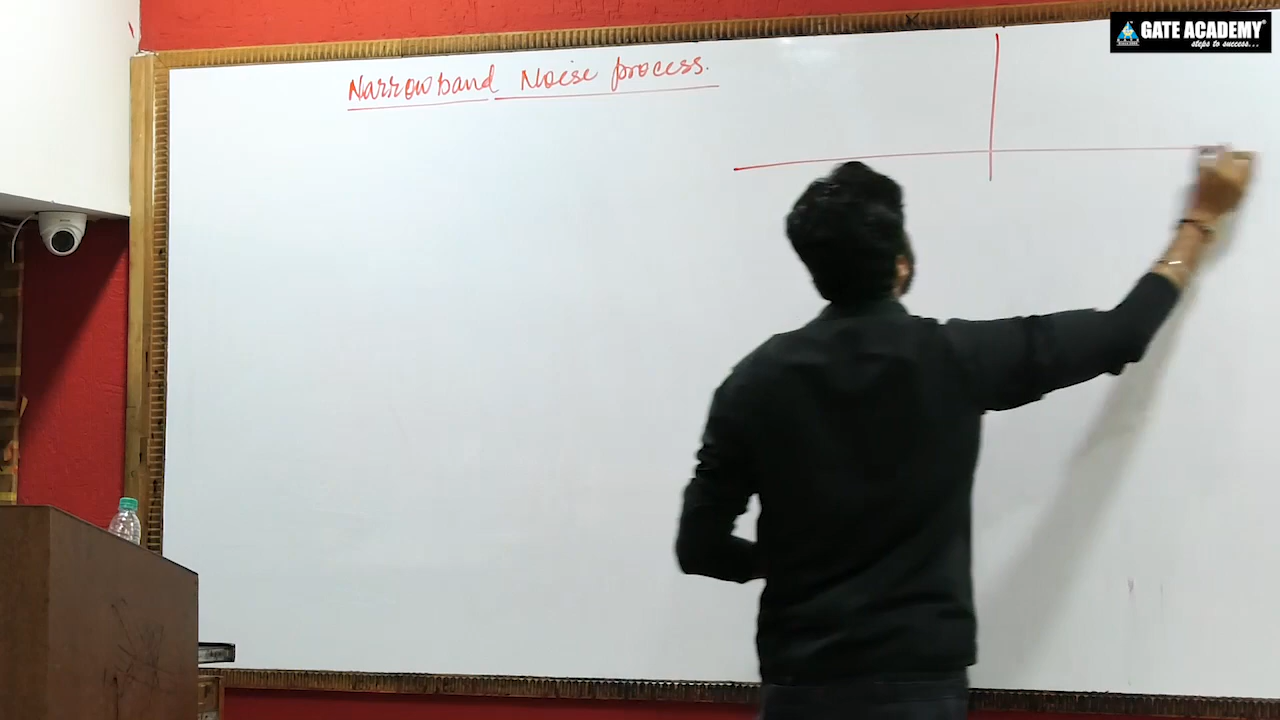 Narrowband Noise process.
GATE ACADEMY
steps to success...